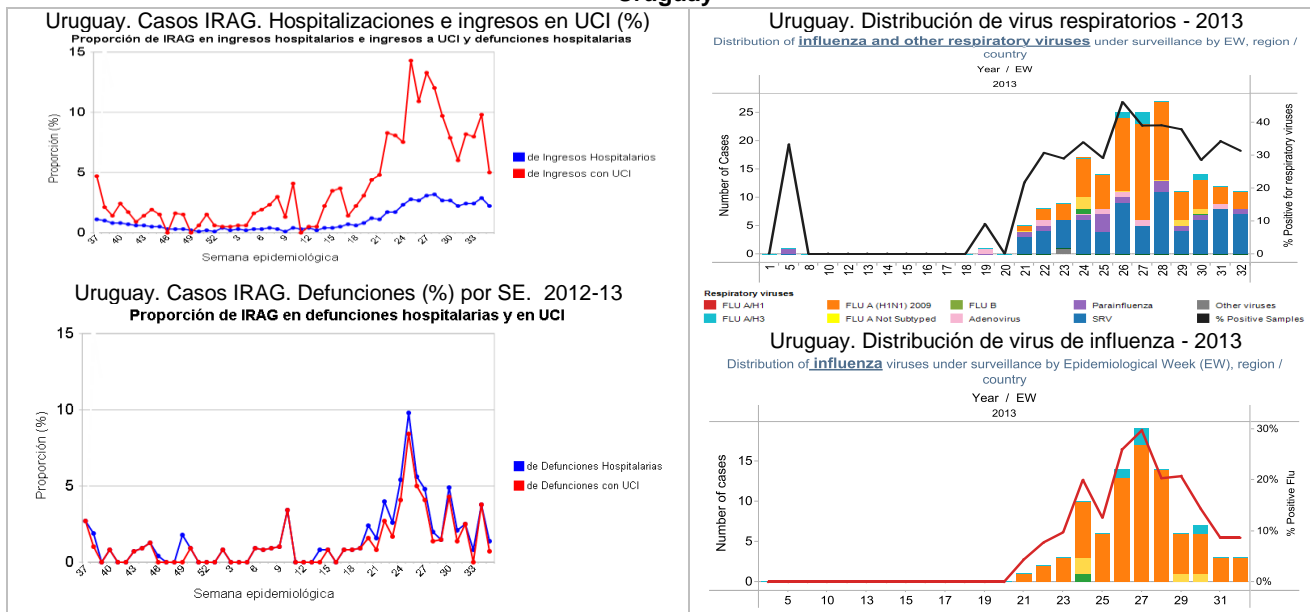 Uruguay
Uruguay. Casos IRAG. Hospitalizaciones e ingresos en UCI (%)
Proporción de IRAG en ingresos hospitalarios e ingresos a UCI y defunciones hospitalarias
15
10
5
0
Proporción (%)
37 40 43 46 49 52 3 6 9 12 15 18 21 24 27 30 33
Semana epidemiológica
de Ingresos Hospitalarios
de Ingresos con UCI
Uruguay. Casos IRAG. Defunciones (%) por SE. 2012-13
Proporción de IRAG en defunciones hospitalarias y en UCI
15
10
5
0
Proporción (%)
37 40 43 46 49 52 3 6 9 12 15 18 21 24 27 30 33
Semana epidemiológica
de Defunciones Hospitalarias
de Defunciones con UCI
Uruguay. Distribución de virus respiratorios - 2013
Distribution of influenza and other respiratory viruses under surveillance by EW, region /
country
Year / EW
2013
25
20
15
10
5
0
Number of Cases
40
30
20
10
0
% Positive for respiratory viruses
1 5 8 10 12 13 14 15 16 17 18 19 20 21 22 23 24 25 26 27 28 29 30 31 32
Respiratory viruses
FLU A/H1 FLU A (H1N1) 2009 FLU B Parainfluenza Other viruses
FLU A/H3 FLU A Not Subtyped Adenovirus SRV % Positive Samples
Uruguay. Distribución de virus de influenza - 2013
Distribution of influenza viruses under surveillance by Epidemiological Week (EW), region /
country
Year / EW
2013
15
10
5
0
Number of cases
30%
20%
10%
0%
% Positive Flu
5 10 13 15 17 19 21 23 25 27 29 31